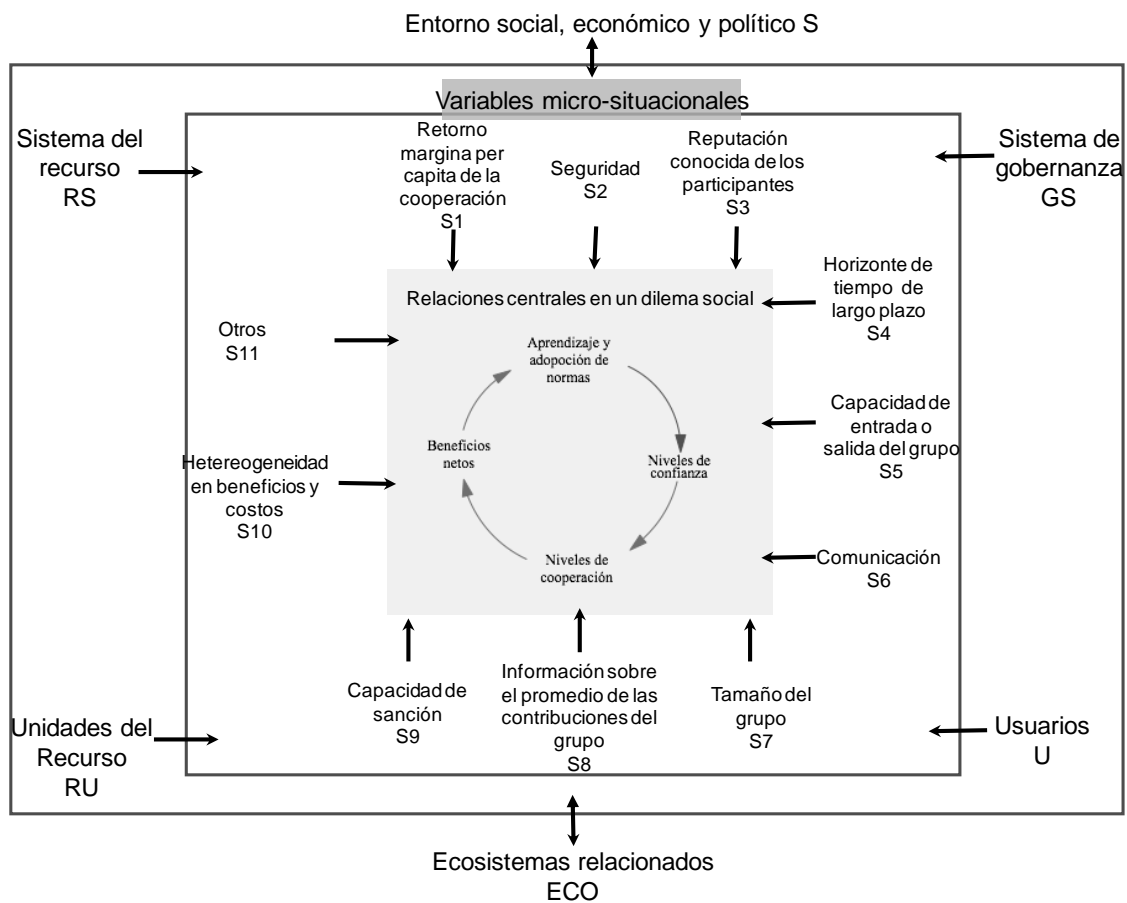 Entorno social, económico y político S
Variables micro-situacionales
Sistema del
recurso
RS
Retorno
margina per
capita de la
cooperación
S1
Seguridad
S2
Reputación
conocida de los
participantes
S3
Sistema de
gobernanza
GS
Relaciones centrales en un dilema social
Horizonte de
tiempo de
largo plazo
S4
Otros
S11
Aprendizaje y
adopoción de
normas
Capacidad de
entrada o
salida del grupo
S5
Beneficios
netos
Niveles de
confianza
Hetereogeneidad
en beneficios y
costos
S10
Niveles de
cooperación
Comunicación
S6
Capacidad de
sanción
S9
Información sobre
el promedio de las
contribuciones del
grupo
S8
Tamaño del
grupo
S7
Unidades del
Recurso
RU
Usuarios
U
Ecosistemas relacionados
ECO